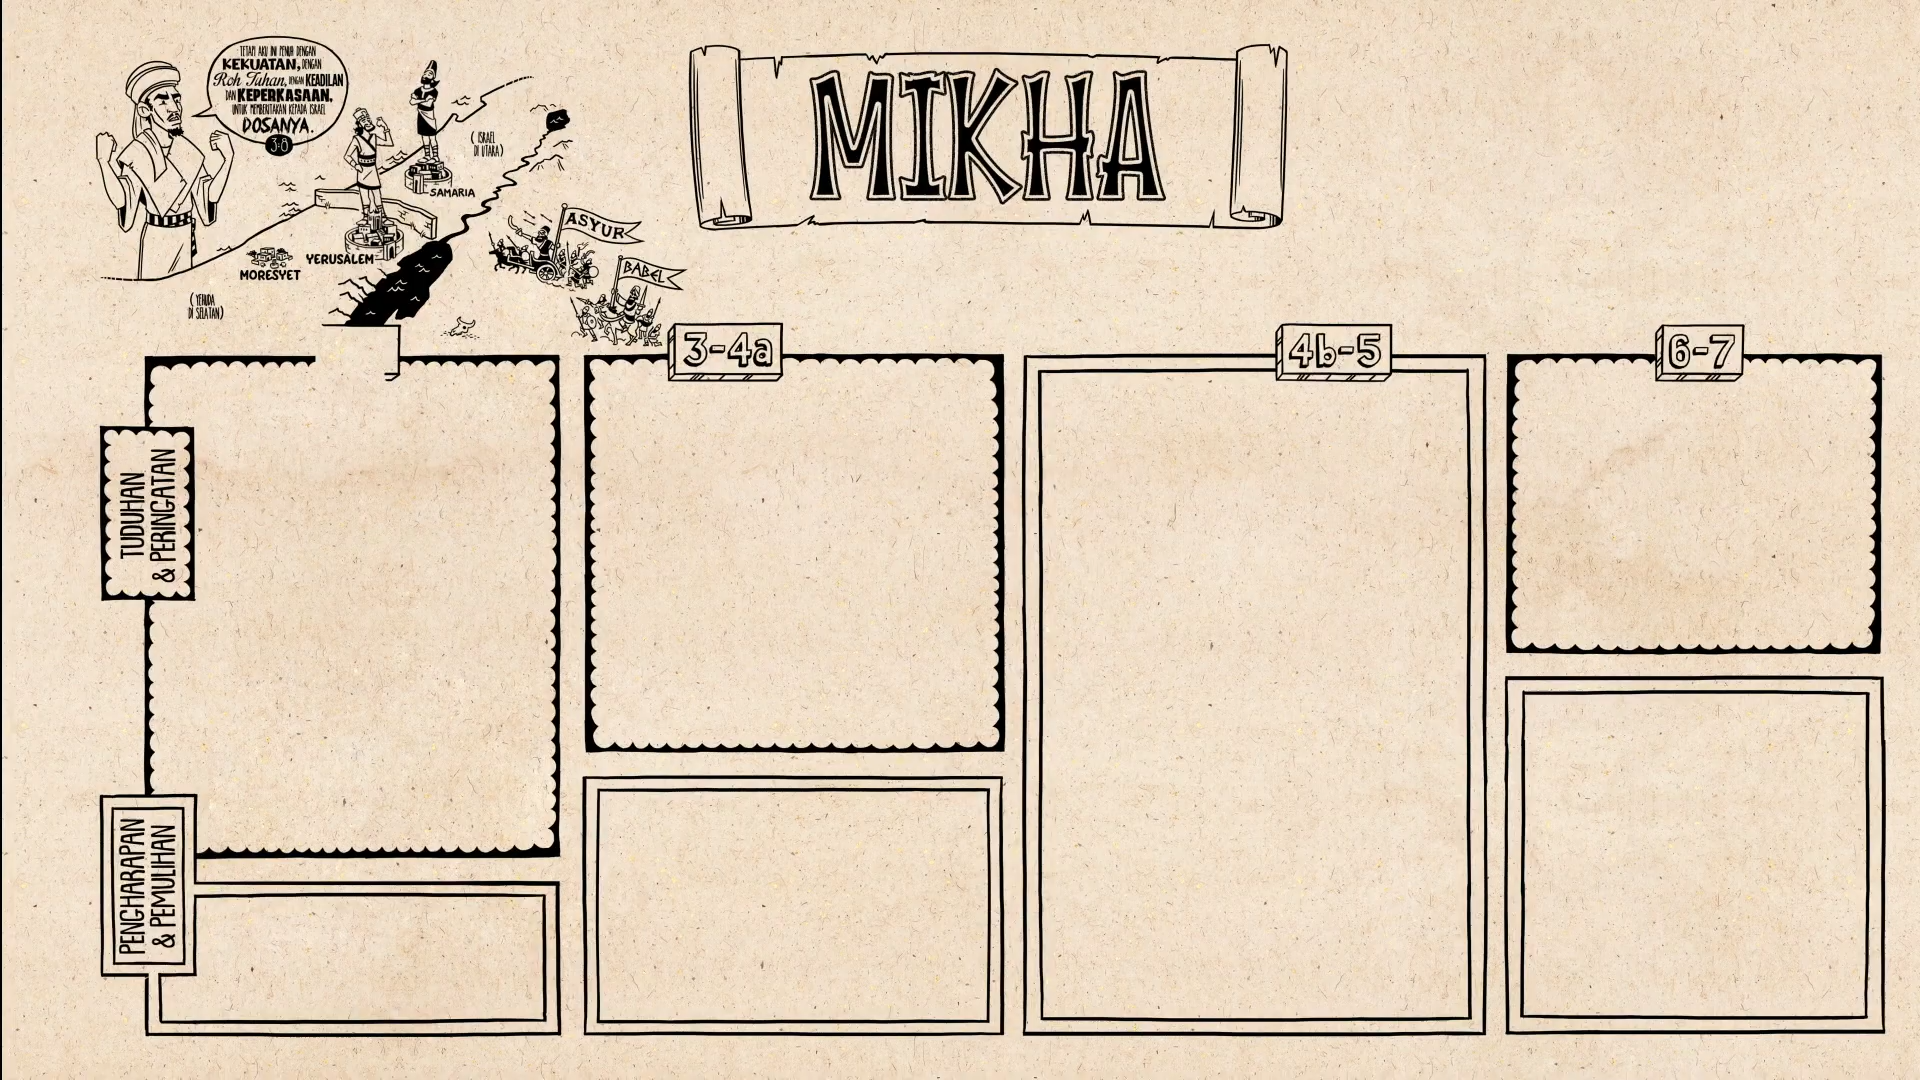 TETAPI AKU INI PENUH DENGAN
KEKUATAN, DENGAN
Roh Tuhan, DENGAN KEADILAN
DAN KEPERKASAAN,
UNTUK MEMBERITAKAN KEPADA ISRAEL
DOSANYA.
3:8
MIKHA
( ISRAEL
DI UTARA)
SAMARIA
YERUSALEM
MORESYET
( YEHUDA
DI SELATAN)
ASYUR
BABEL
3-4a
4b-5
6-7
TUDUHAN
& PERINGATAN
PENGHARAPAN
& PEMULIHAN